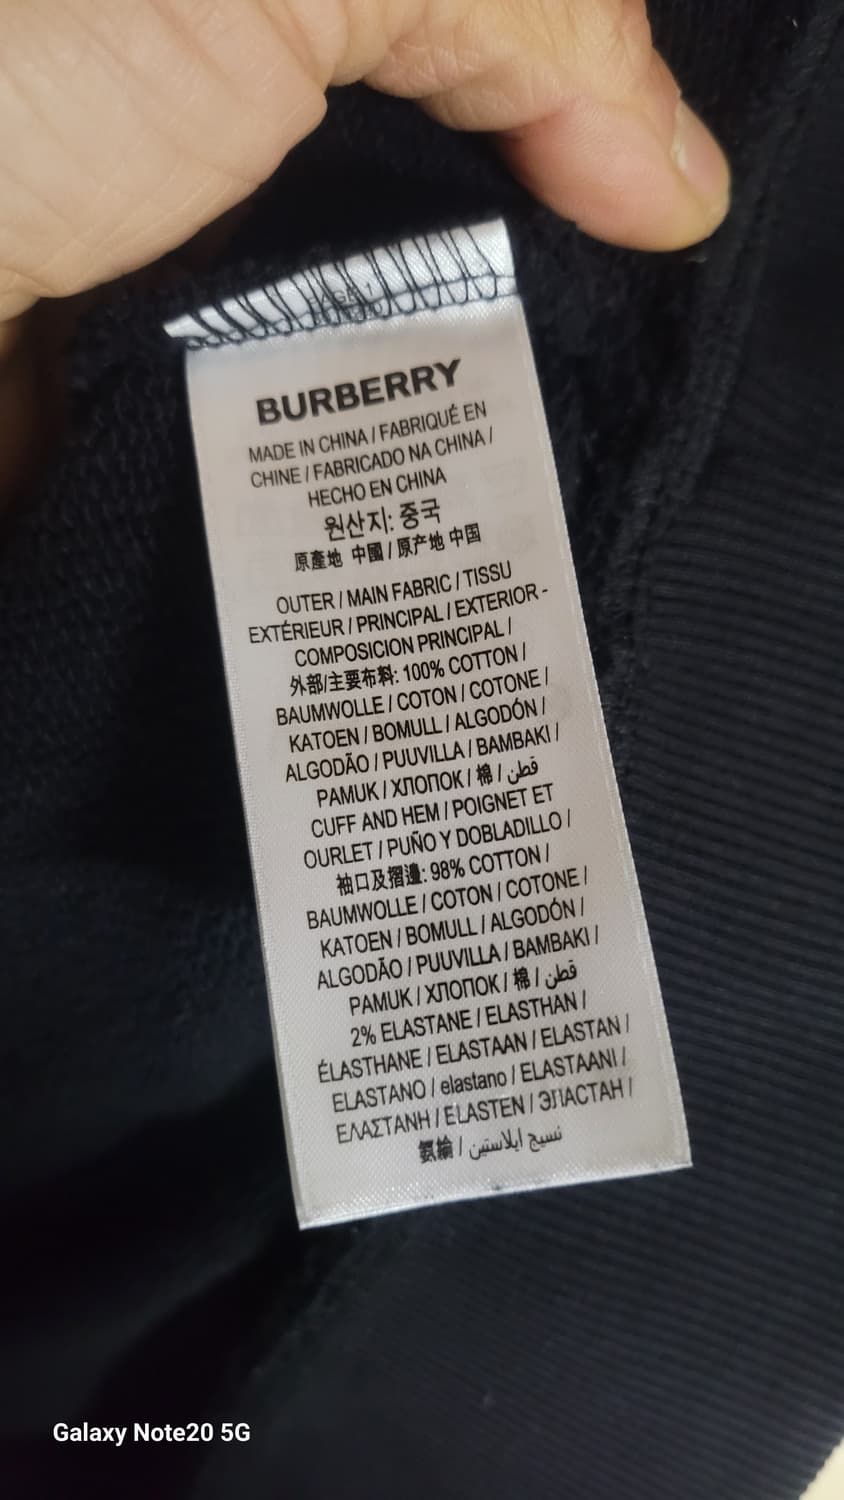 PAGE 1
BURBERRY
MADE IN CHINA / FABRIQUÉ EN
CHINE / FABRICADO NA CHINA /
HECHO EN CHINA
원산지: 중국
原產地 中國 / 原产地 中国
OUTER / MAIN FABRIC / TISSU
EXTÉRIEUR / PRINCIPAL / EXTERIOR -
COMPOSICION PRINCIPAL /
外部/主要布料: 100% COTTON /
BAUMWOLLE / COTON / COTONE /
KATOEN / BOMULL / ALGODÓN /
ALGODÃO / PUUVILLA / BAMBAKI /
PAMUK / ХЛОПОК / 棉 / قطن
CUFF AND HEM / POIGNET ET
OURLET / PUÑO Y DOBLADILLO /
袖口及摺邊: 98% COTTON /
BAUMWOLLE / COTON / COTONE /
KATOEN / BOMULL / ALGODÓN /
ALGODÃO / PUUVILLA / BAMBAKI /
PAMUK / ХЛОПОК / 棉 / قطن
2% ELASTANE / ELASTHAN /
ÉLASTHANE / ELASTAAN / ELASTAN /
ELASTANO / elastano / ELASTAANI /
ΕΛΑΣΤΑΝΗ / ELASTEN / ЭЛАСТАН /
氨綸 / نسيج ايلاستين
Galaxy Note20 5G